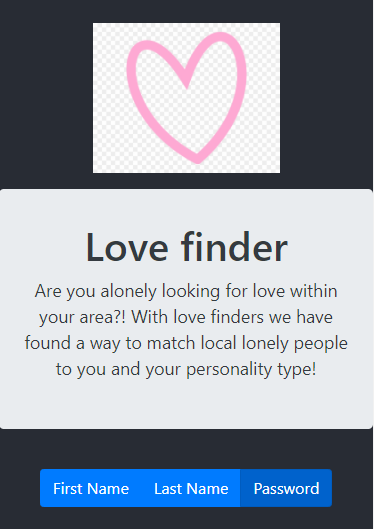 Love finder
Are you alonely looking for love within
your area?! With love finders we have
found a way to match local lonely people
to you and your personality type!
First Name Last Name Password